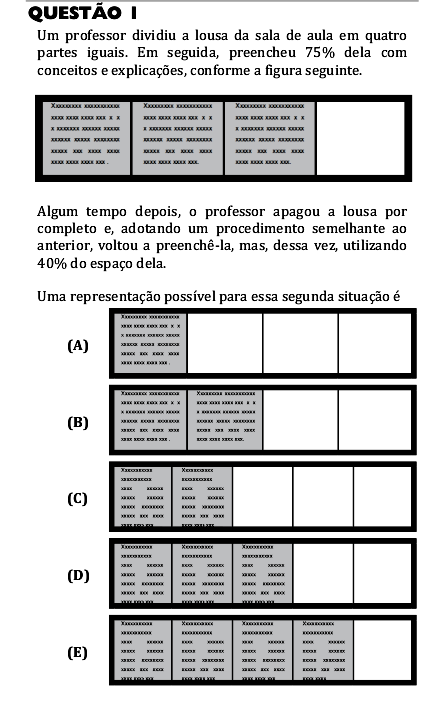 QUESTÃO 1
Um professor dividiu a lousa da sala de aula em quatro
partes iguais. Em seguida, preencheu 75% dela com
conceitos e explicações, conforme a figura seguinte.
Algum tempo depois, o professor apagou a lousa por
completo e, adotando um procedimento semelhante ao
anterior, voltou a preenchê-la, mas, dessa vez, utilizando
40% do espaço dela.
Uma representação possível para essa segunda situação é
(A)
(B)
(C)
(D)
(E)